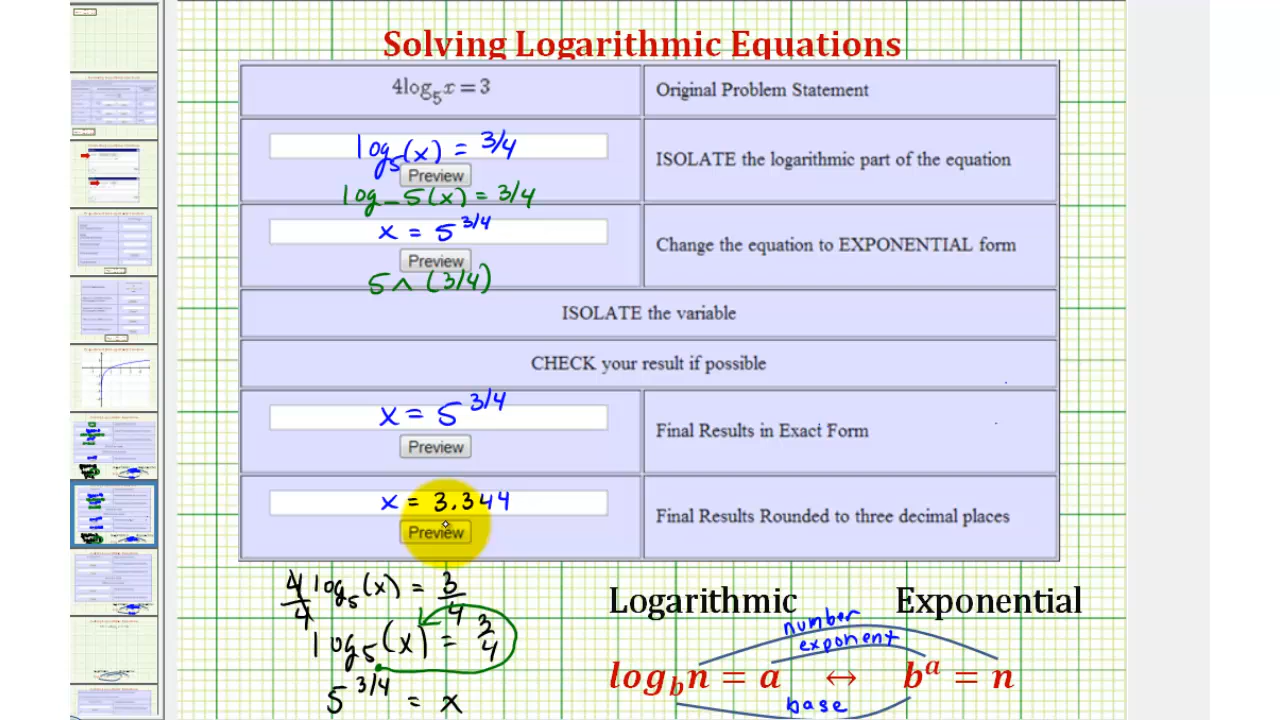 Solving Logarithmic Equations
4log₅x = 3
Original Problem Statement
log₅(x) = 3/4
Preview
log_5(x) = 3/4
ISOLATE the logarithmic part of the equation
x = 5^3/4
Preview
5^(3/4)
Change the equation to EXPONENTIAL form
ISOLATE the variable
CHECK your result if possible
x = 5^3/4
Preview
Final Results in Exact Form
x = 3.344
Preview
Final Results Rounded to three decimal places
4log₅(x) = 3
4 4
log₅(x) = 3/4
5^3/4 = x
Logarithmic Exponential
number
exponent
log_b n = a ↔ b^a = n
base